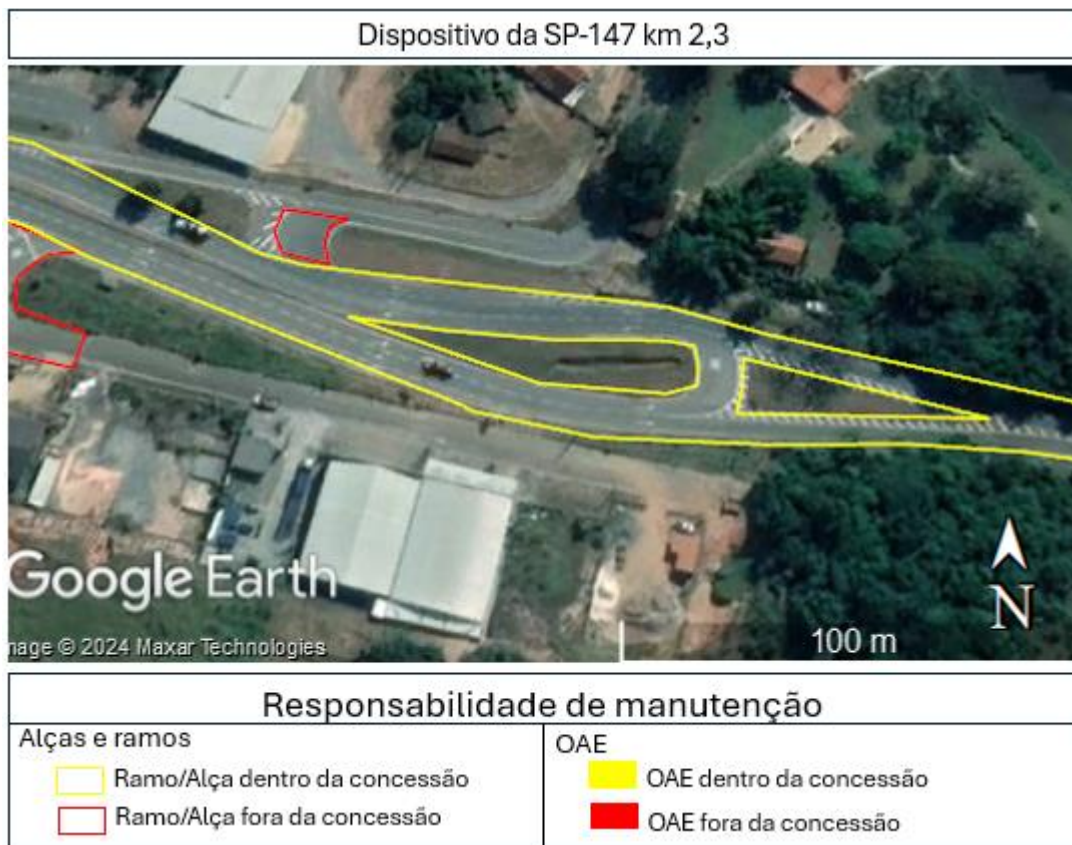 Dispositivo da SP-147 km 2,3
Google Earth
mage © 2024 Maxar Technologies
100 m
N
Responsabilidade de manutenção
Alças e ramos
Ramo/Alça dentro da concessão
Ramo/Alça fora da concessão
OAE
OAE dentro da concessão
OAE fora da concessão